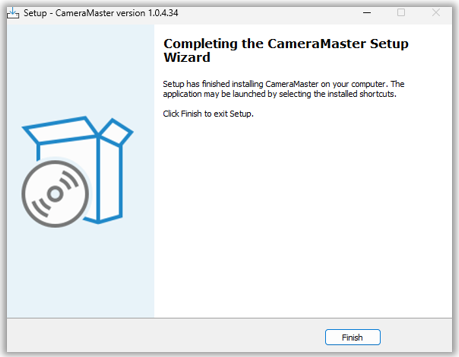 Setup - CameraMaster version 1.0.4.34
Completing the CameraMaster Setup
Wizard
Setup has finished installing CameraMaster on your computer. The
application may be launched by selecting the installed shortcuts.
Click Finish to exit Setup.
Finish